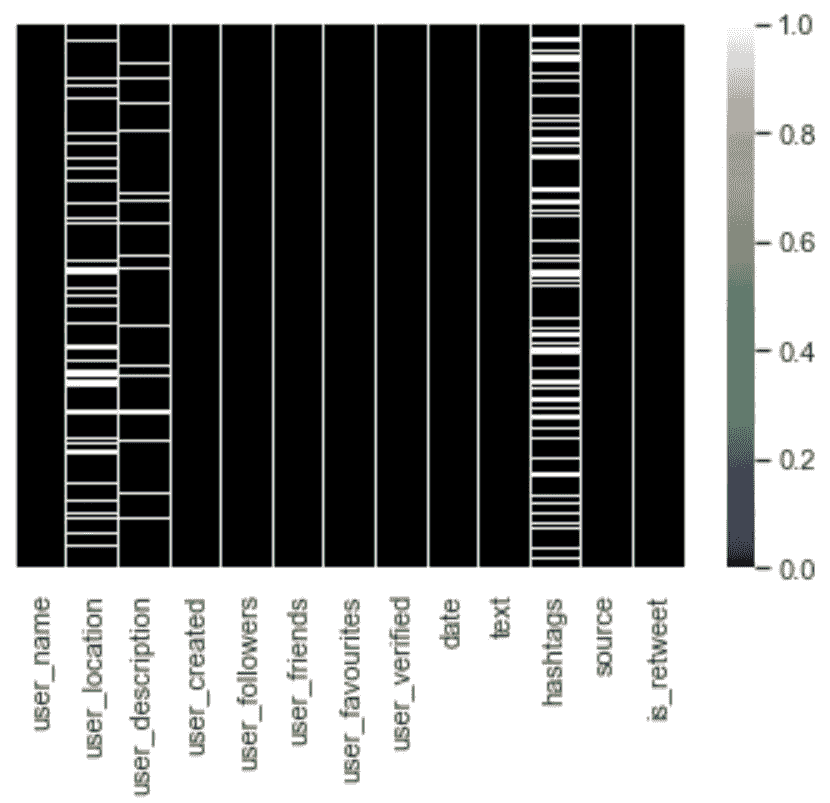 1.0
0.8
0.6
0.4
0.2
0.0
user_name
user_location
user_description
user_created
user_followers
user_friends
user_favourites
user_verified
date
text
hashtags
source
is_retweet